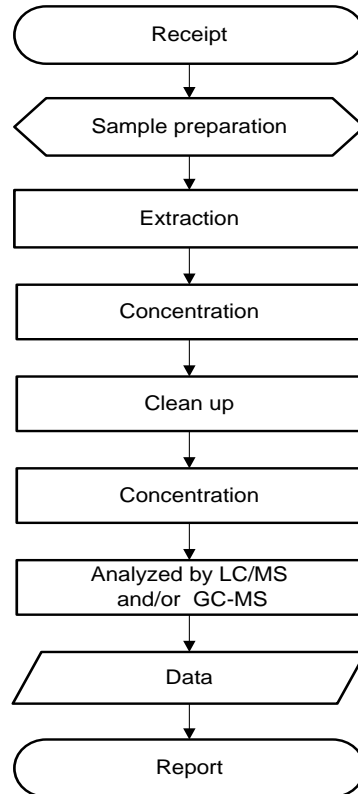 Receipt
Sample preparation
Extraction
Concentration
Clean up
Concentration
Analyzed by LC/MS
and/or GC-MS
Data
Report